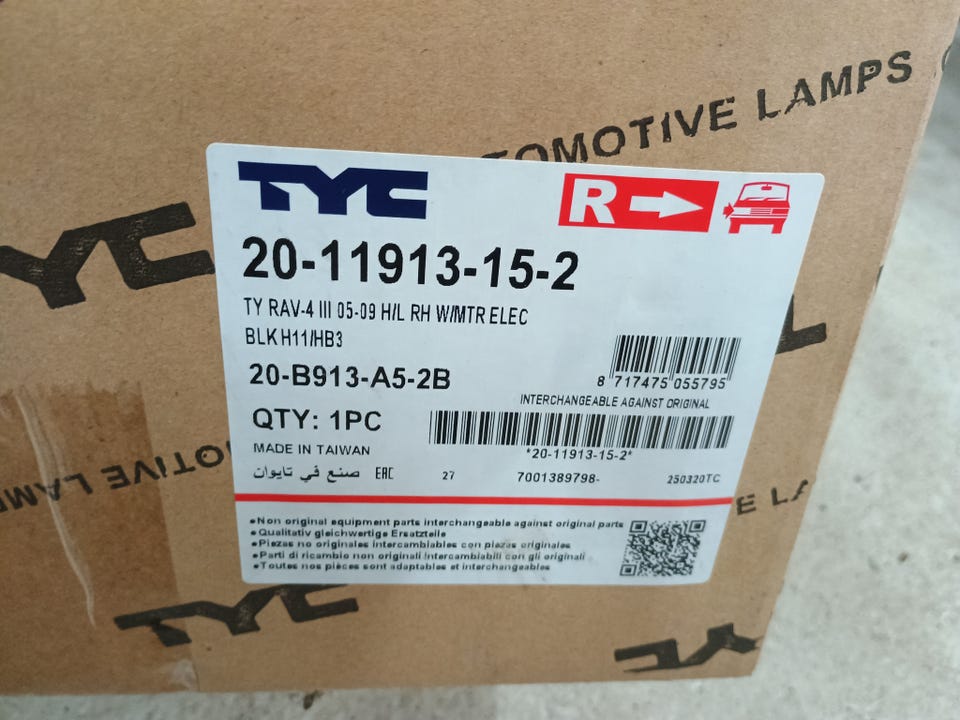 TOMOTIVE LAMPS
TYC
R
TYC
20-11913-15-2
TY RAV-4 III 05-09 H/L RH W/MTR ELEC
BLK H11/HB3
20-B913-A5-2B
8 717475 055795
INTERCHANGEABLE AGAINST ORIGINAL
QTY: 1PC
*20-11913-15-2*
MADE IN TAIWAN
صنع في تايوان EAC 27 7001389798- 250320TC
OTIVE LAM
E LA
•Non original equipment parts interchangeable against original parts
•Qualitativ gleichwertige Ersatzteile
•Piezas no originales intercambiables con piezas originales
•Parti di ricambio non originali intercambiabili con gli originali
•Toutes nos pièces sont adaptables et interchangeables
TYC